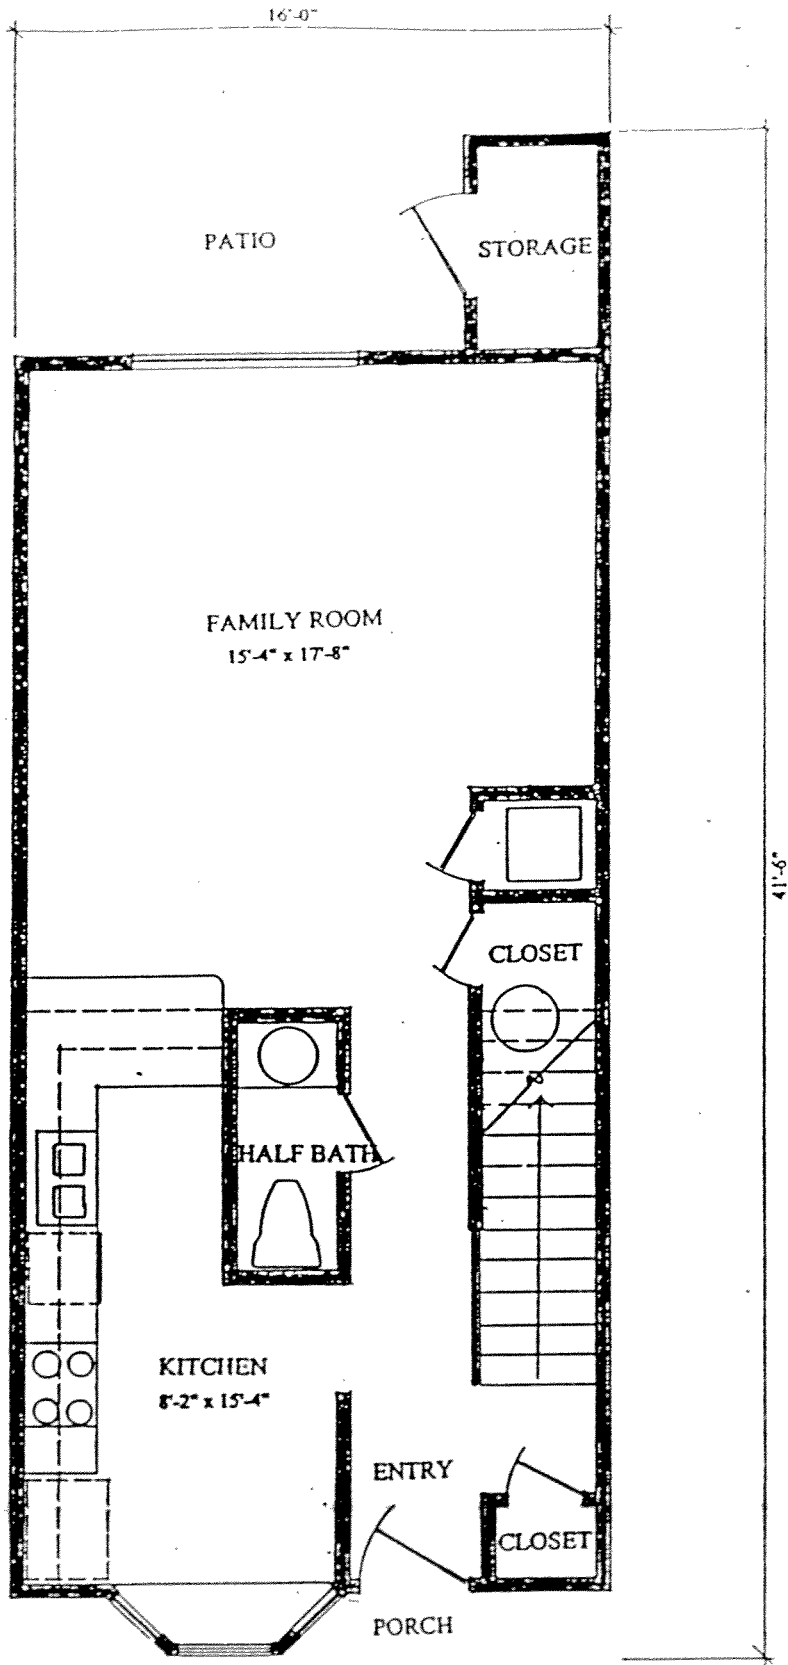 16'-0"
PATIO
STORAGE
FAMILY ROOM
15'-4" x 17'-8"
41'-6"
CLOSET
HALF BATH
KITCHEN
8'-2" x 15'-4"
ENTRY
CLOSET
PORCH